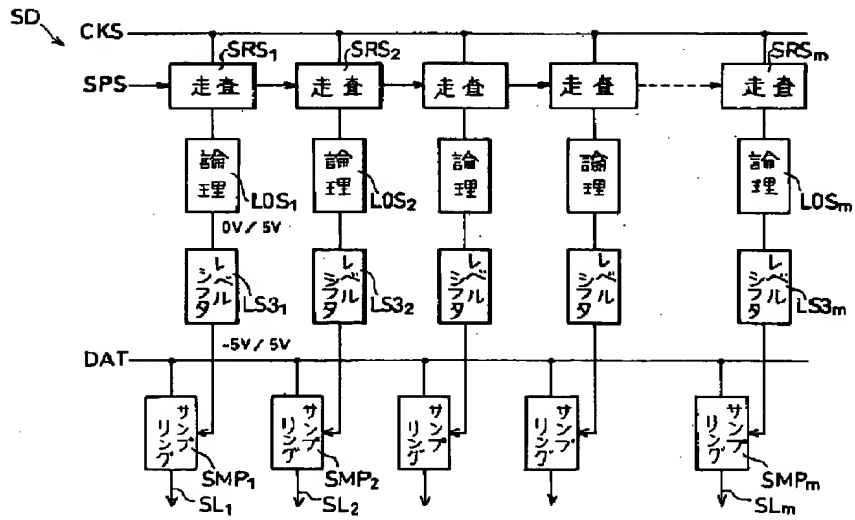 SD
CKS
SRS1 SRS2 SRSm
SPS 走査 走査 走査 走査 走査
論理 論理 論理 論理 論理
LOS1 LOS2 LOSm
0V/5V
レベルシフタ レベルシフタ レベルシフタ レベルシフタ レベルシフタ
LS31 LS32 LS3m
-5V/5V
DAT
サンプリング サンプリング サンプリング サンプリング サンプリング
SMP1 SMP2 SMPm
SL1 SL2 SLm